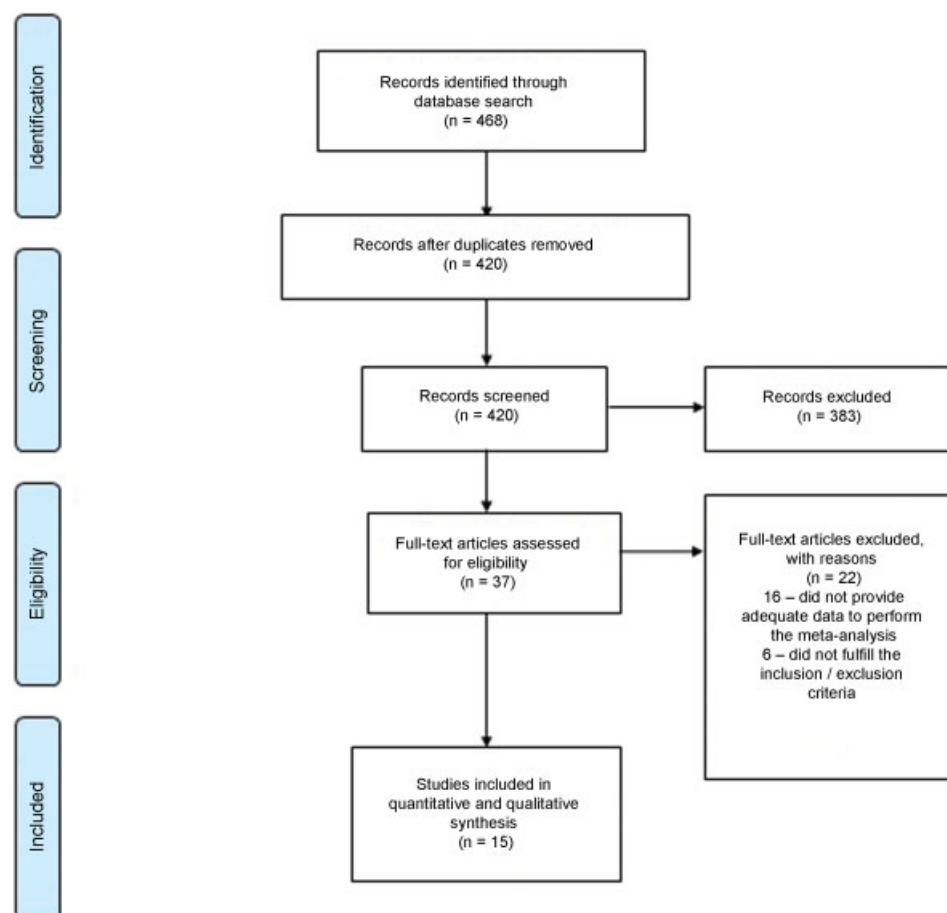 Identification
Records identified through
database search
(n = 468)
Records after duplicates removed
(n = 420)
Screening
Records screened
(n = 420)
Records excluded
(n = 383)
Eligibility
Full-text articles assessed
for eligibility
(n = 37)
Full-text articles excluded,
with reasons
(n = 22)
16 – did not provide
adequate data to perform
the meta-analysis
6 – did not fulfill the
inclusion / exclusion
criteria
Included
Studies included in
quantitative and qualitative
synthesis
(n = 15)